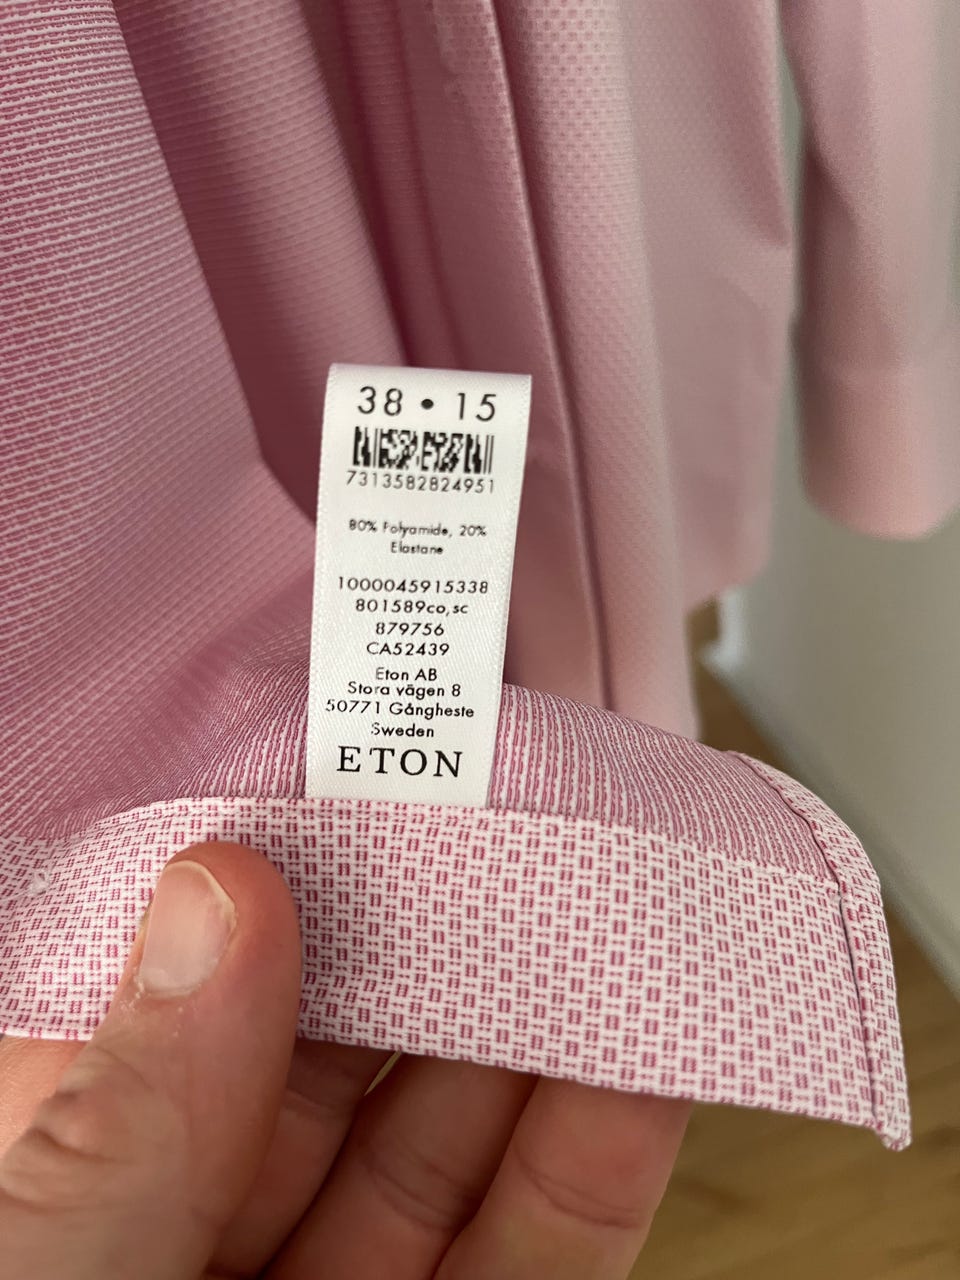 38 • 15
7313582824951
80% Polyamide, 20%
Elastane
1000045915338
801589co,sc
879756
CA52439
Eton AB
Stora vägen 8
50771 Gångheste
Sweden
ETON